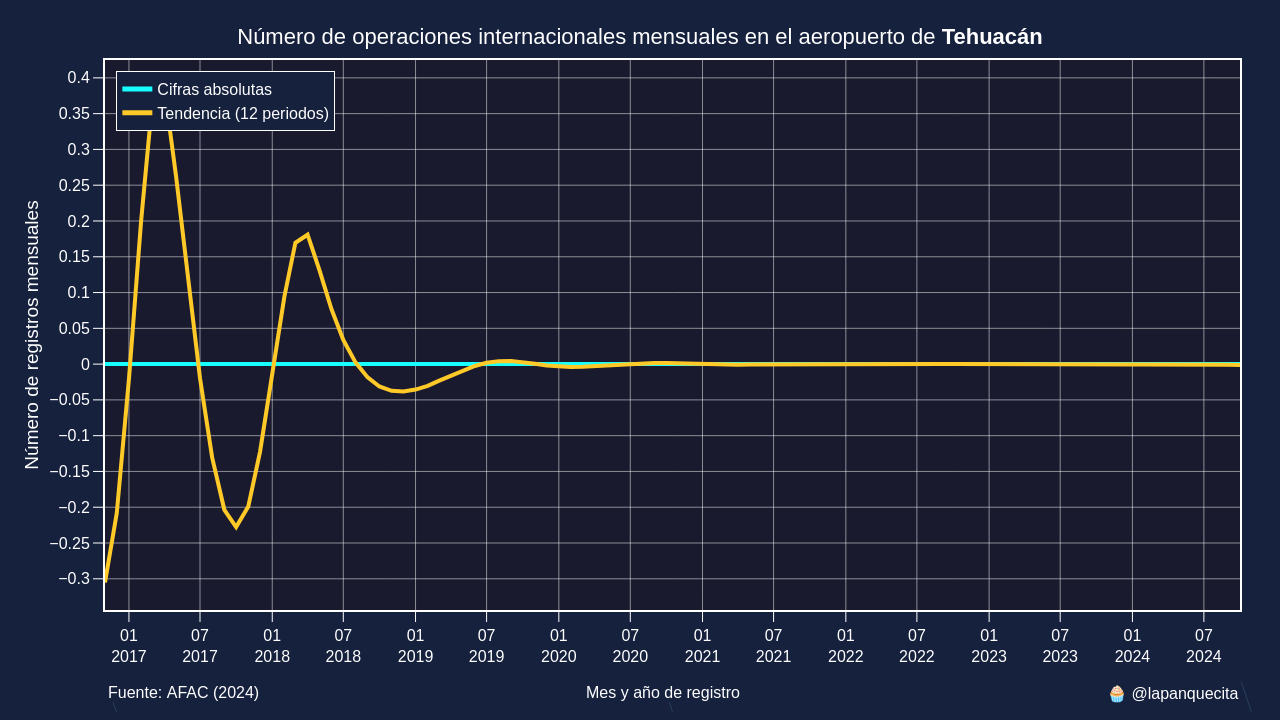 Número de operaciones internacionales mensuales en el aeropuerto de Tehuacán
Cifras absolutas
Tendencia (12 periodos)
Número de registros mensuales
0.4
0.35
0.3
0.25
0.2
0.15
0.1
0.05
0
−0.05
−0.1
−0.15
−0.2
−0.25
−0.3
01 07 01 07 01 07 01 07 01 07 01 07 01 07 01 07
2017 2017 2018 2018 2019 2019 2020 2020 2021 2021 2022 2022 2023 2023 2024 2024
Fuente: AFAC (2024)
Mes y año de registro
🧁 @lapanquecita